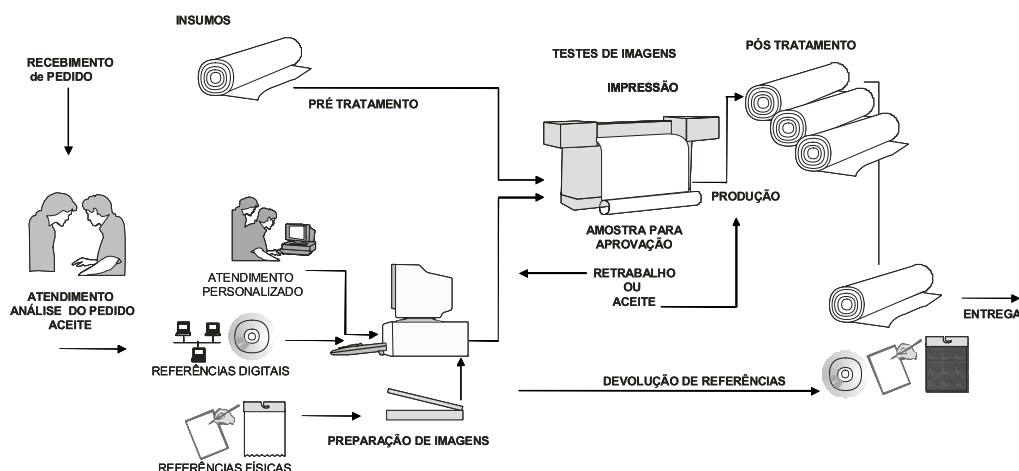 INSUMOS
RECEBIMENTO
de PEDIDO
PRÉ TRATAMENTO
TESTES DE IMAGENS
IMPRESSÃO
PÓS TRATAMENTO
PRODUÇÃO
AMOSTRA PARA
APROVAÇÃO
RETRABALHO
OU
ACEITE
ATENDIMENTO
ANÁLISE DO PEDIDO
ACEITE
ATENDIMENTO
PERSONALIZADO
REFERÊNCIAS DIGITAIS
REFERÊNCIAS FÍSICAS
PREPARAÇÃO DE IMAGENS
DEVOLUÇÃO DE REFERÊNCIAS
ENTREGA